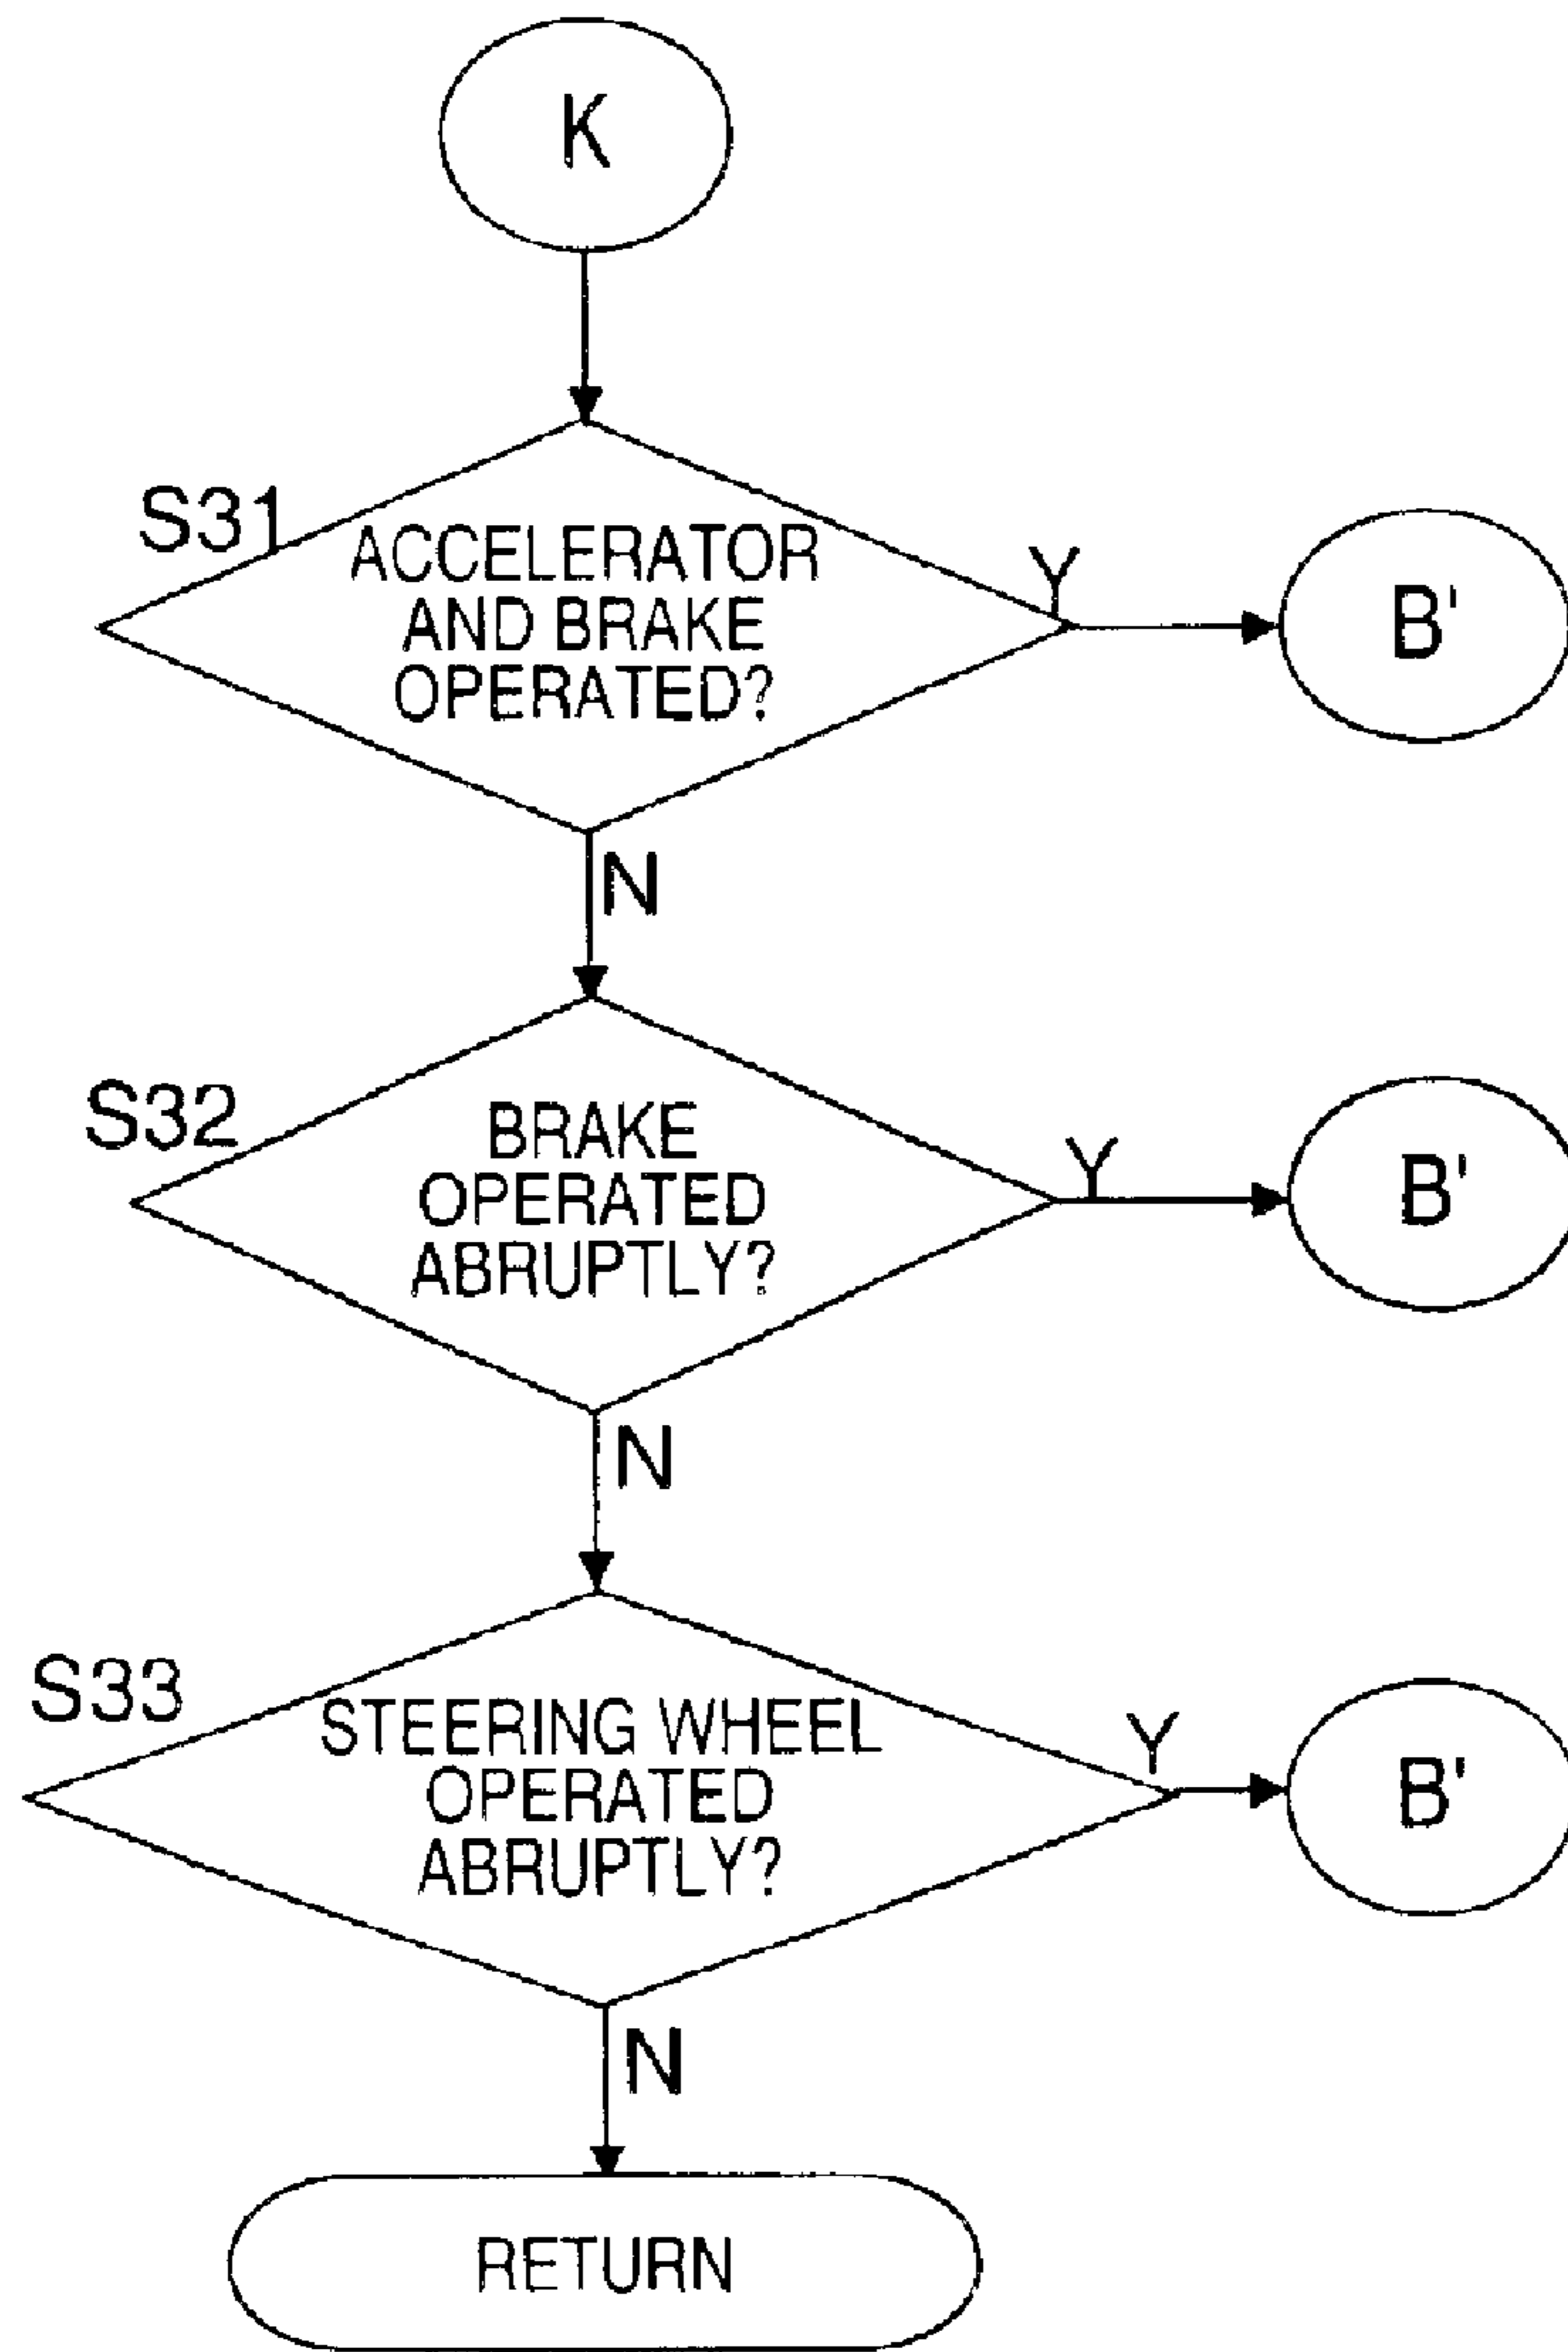 K
S31
ACCELERATOR
AND BRAKE
OPERATED?
Y
B'
N
S32
BRAKE
OPERATED
ABRUPTLY?
Y
B'
N
S33
STEERING WHEEL
OPERATED
ABRUPTLY?
Y
B'
N
RETURN